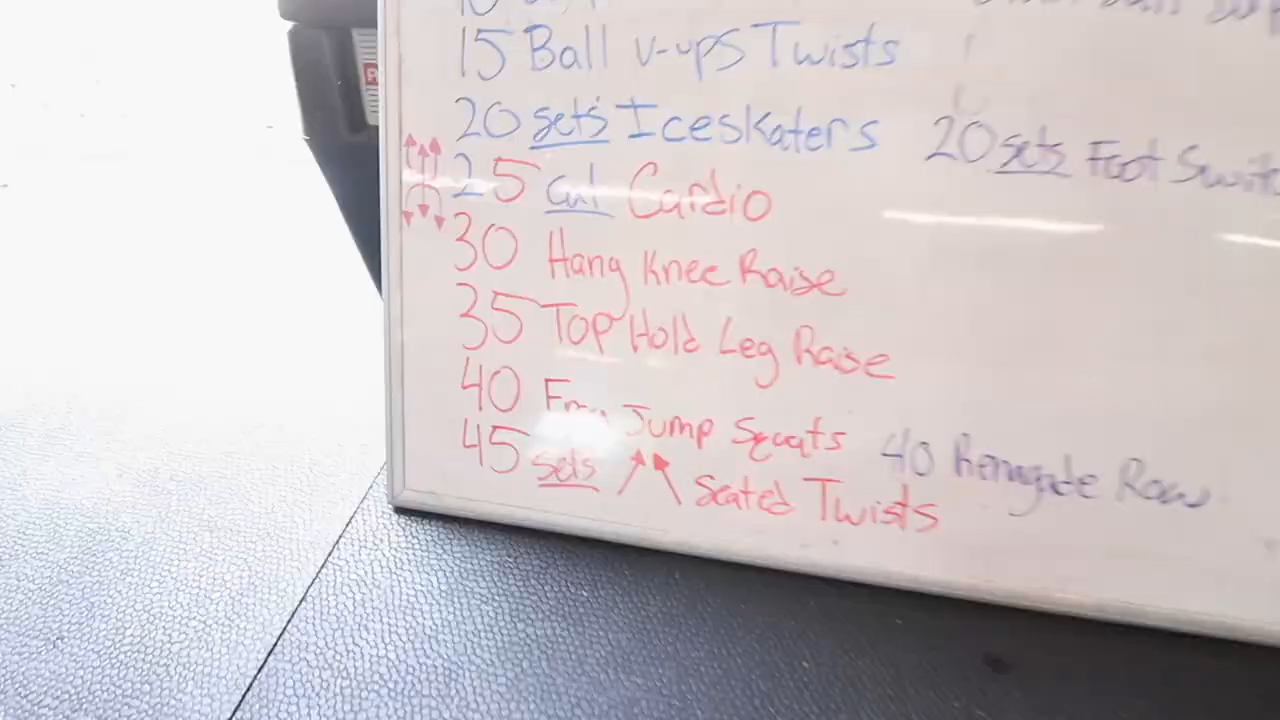 15 Ball V-ups Twists
20 sets Iceskaters 20 sets Foot
25 cal Cardio
30 Hang Knee Raise
35 Top Hold Leg Raise
40 Jump Squats 40 Renegade Row
45 sets Seated Twists